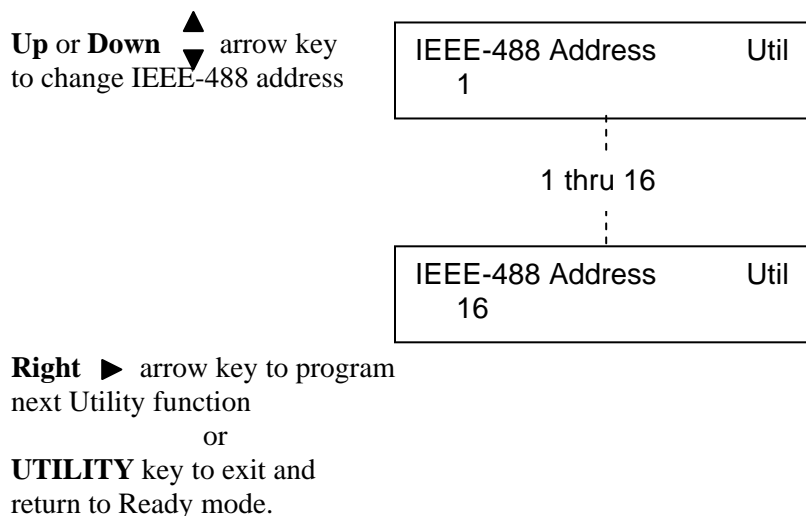 Up or Down ▲ ▼ arrow key
to change IEEE-488 address
IEEE-488 Address Util
1
1 thru 16
IEEE-488 Address Util
16
Right ► arrow key to program
next Utility function
or
UTILITY key to exit and
return to Ready mode.